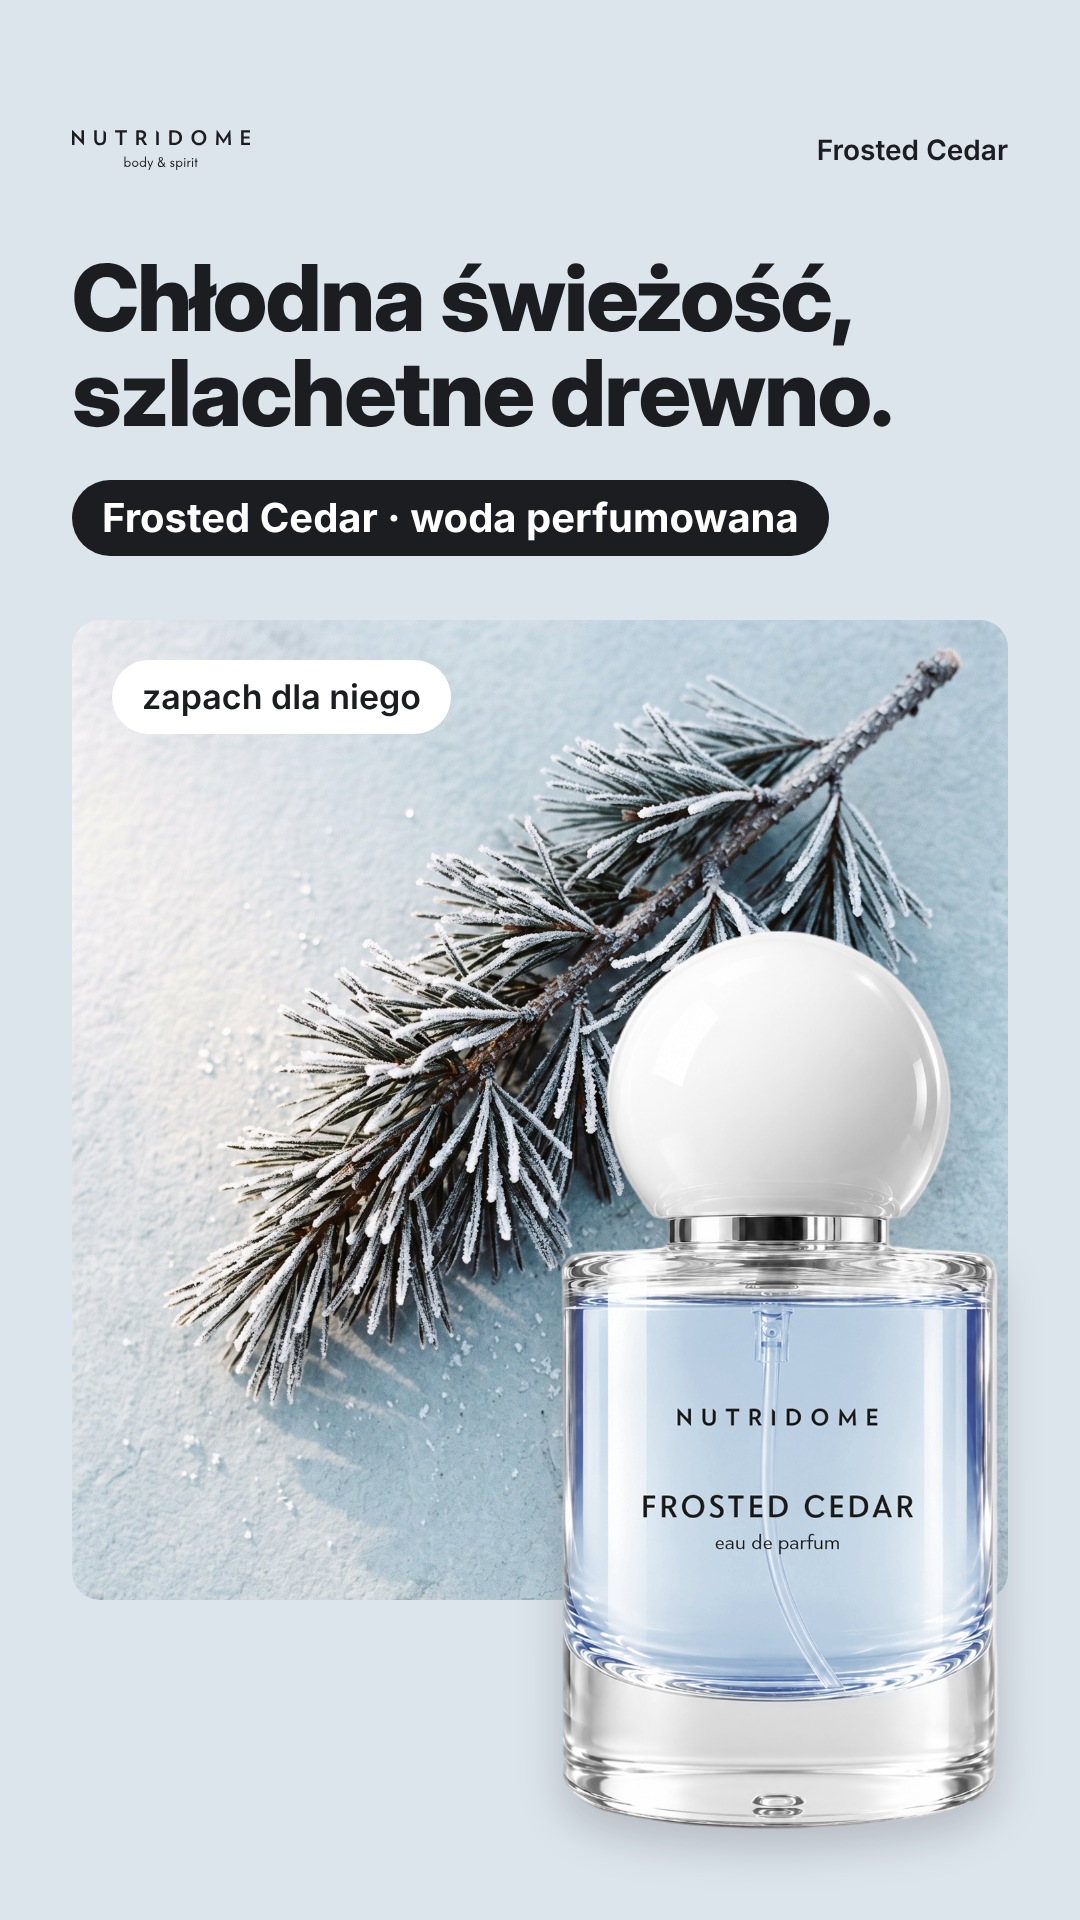 NUTRIDOME
body & spirit
Frosted Cedar
Chłodna świeżość,
szlachetne drewno.
Frosted Cedar · woda perfumowana
zapach dla niego
NUTRIDOME
FROSTED CEDAR
eau de parfum